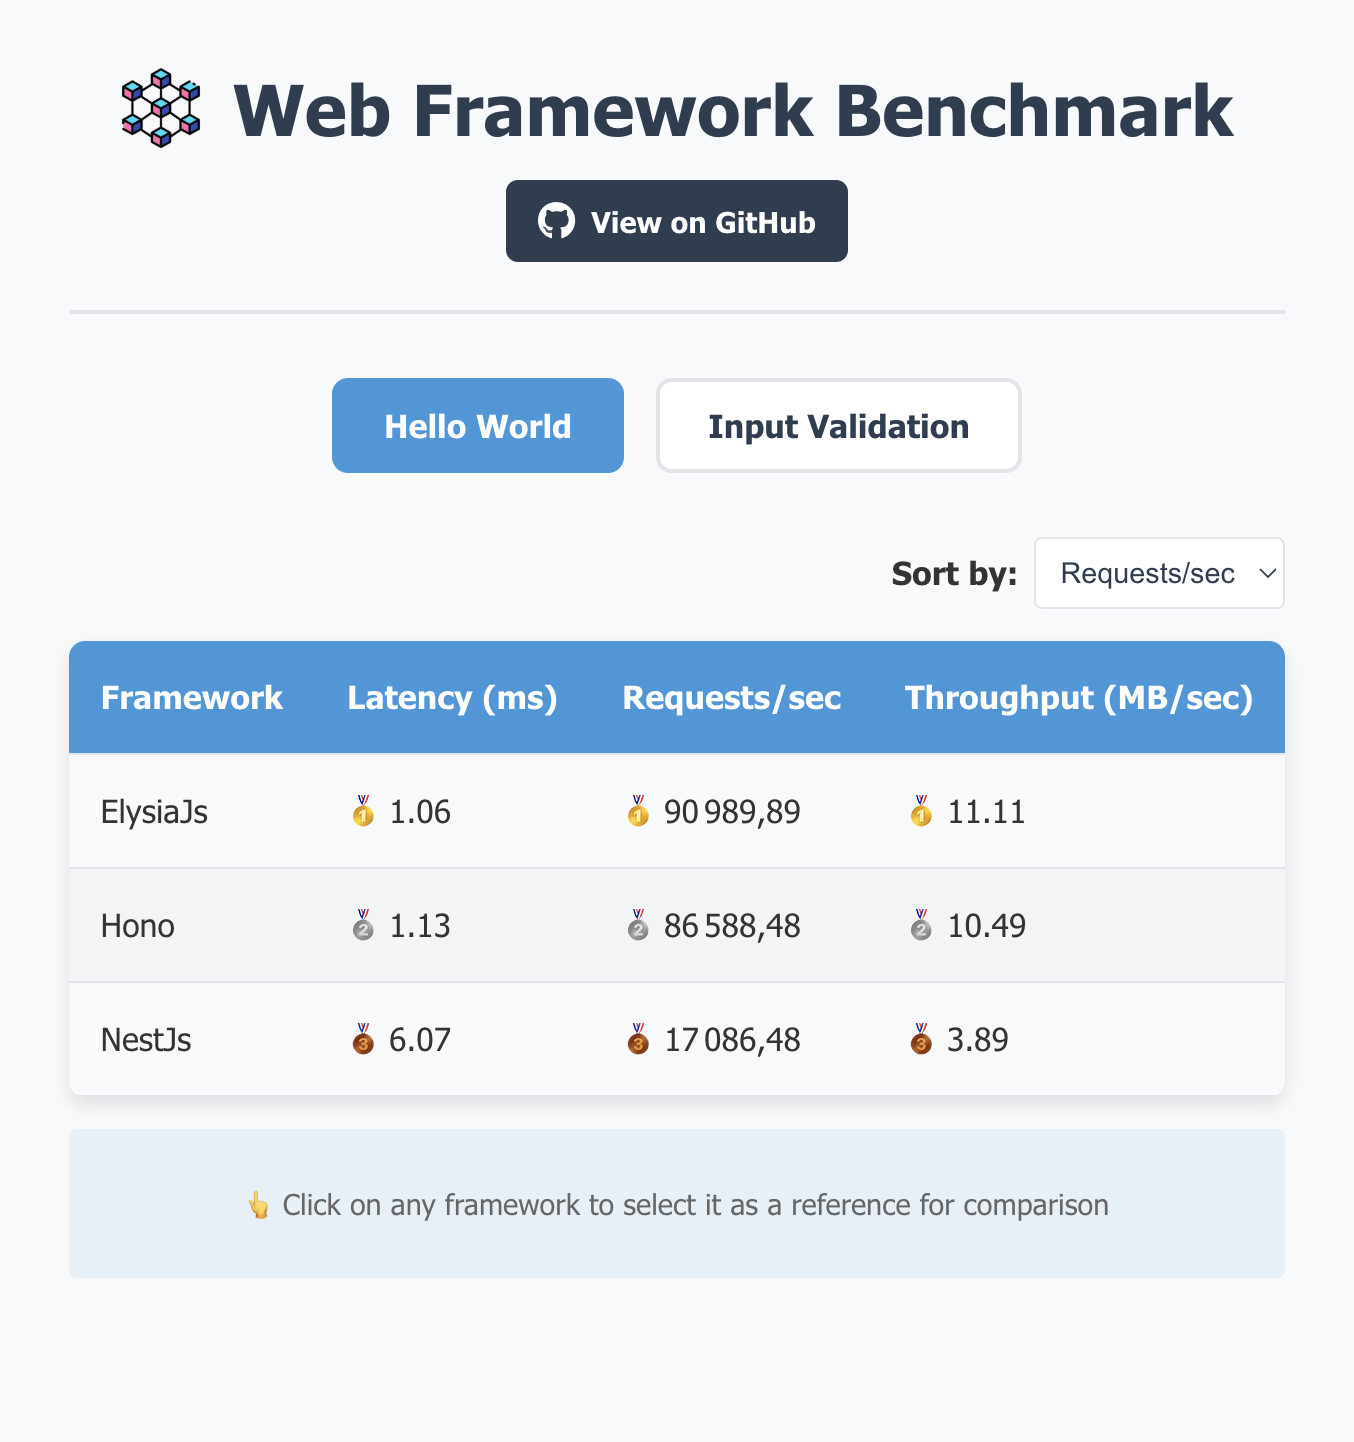 Web Framework Benchmark
View on GitHub
Hello World
Input Validation
Sort by: Requests/sec
Framework Latency (ms) Requests/sec Throughput (MB/sec)
ElysiaJs 🥇 1.06 🥇 90 989,89 🥇 11.11
Hono 🥈 1.13 🥈 86 588,48 🥈 10.49
NestJs 🥉 6.07 🥉 17 086,48 🥉 3.89
👆 Click on any framework to select it as a reference for comparison